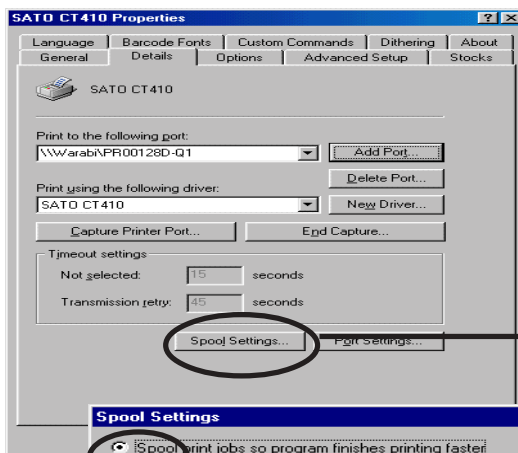 SATO CT410 Properties
Language Barcode Fonts Custom Commands Dithering About
General Details Options Advanced Setup Stocks
SATO CT410
Print to the following port:
\\Warabi\PR00128D-Q1 Add Port...
Delete Port...
Print using the following driver:
SATO CT410 New Driver...
Capture Printer Port... End Capture...
Timeout settings
Not selected: 15 seconds
Transmission retry: 45 seconds
Spool Settings... Port Settings...
Spool Settings
Spool print jobs so program finishes printing faster